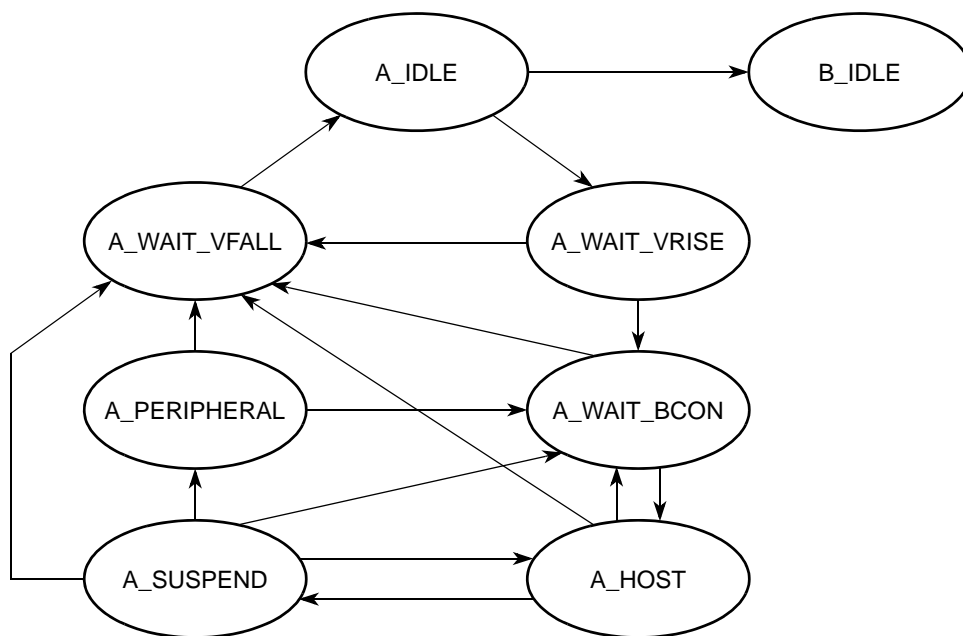 A_IDLE
B_IDLE
A_WAIT_VFALL
A_WAIT_VRISE
A_PERIPHERAL
A_WAIT_BCON
A_SUSPEND
A_HOST